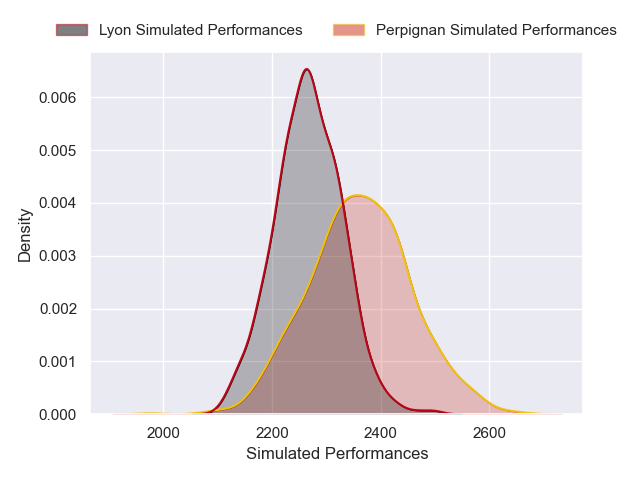 Lyon Simulated Performances Perpignan Simulated Performances
0.006
0.005
0.004
0.003
0.002
0.001
0.000
Density
2000 2200 2400 2600
Simulated Performances